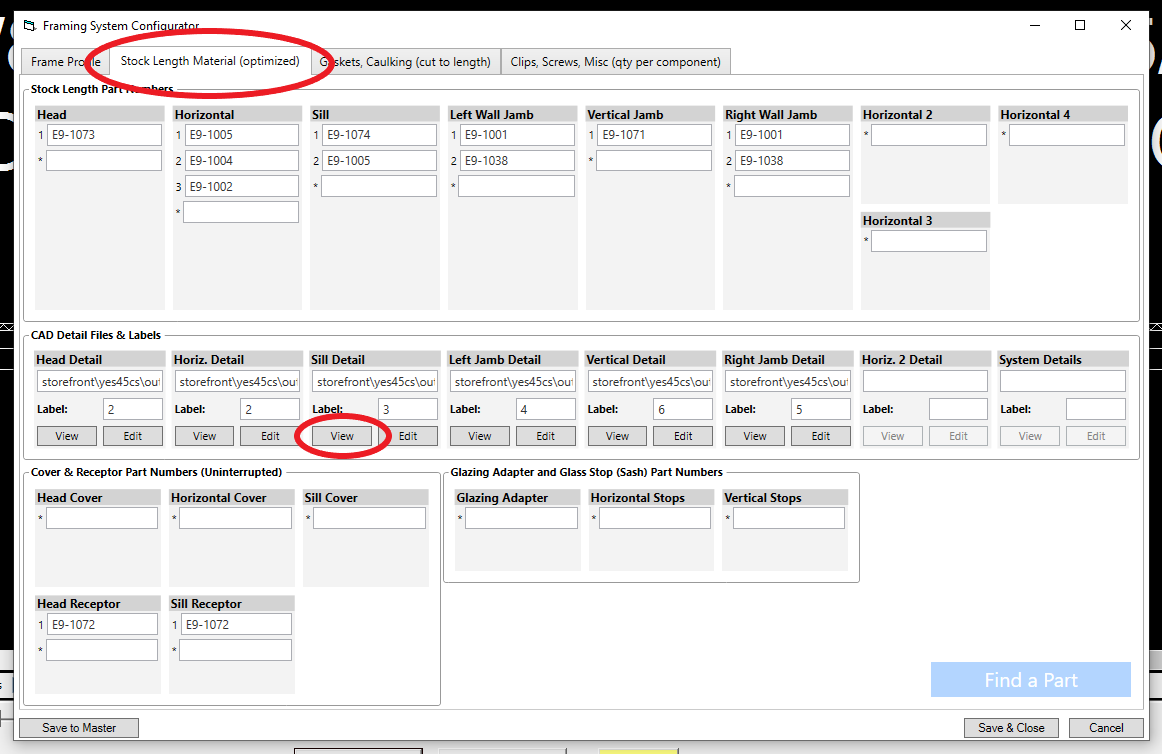 Framing System Configurator
Frame Profile Stock Length Material (optimized) Gaskets, Caulking (cut to length) Clips, Screws, Misc (qty per component)
Stock Length Part Numbers
Head Horizontal Sill Left Wall Jamb Vertical Jamb Right Wall Jamb Horizontal 2 Horizontal 4
1 E9-1073 1 E9-1005 1 E9-1074 1 E9-1001 1 E9-1071 1 E9-1001 * *
* 2 E9-1004 2 E9-1005 2 E9-1038 * 2 E9-1038
3 E9-1002 * * *
*
Horizontal 3
*
CAD Detail Files & Labels
Head Detail Horiz. Detail Sill Detail Left Jamb Detail Vertical Detail Right Jamb Detail Horiz. 2 Detail System Details
storefront\yes45cs\out storefront\yes45cs\out storefront\yes45cs\out storefront\yes45cs\out storefront\yes45cs\out storefront\yes45cs\out
Label: 2 Label: 2 Label: 3 Label: 4 Label: 6 Label: 5 Label: Label:
View Edit View Edit View Edit View Edit View Edit View Edit View Edit View Edit
Cover & Receptor Part Numbers (Uninterrupted) Glazing Adapter and Glass Stop (Sash) Part Numbers
Head Cover Horizontal Cover Sill Cover Glazing Adapter Horizontal Stops Vertical Stops
* * * * * *
Head Receptor Sill Receptor
1 E9-1072 1 E9-1072
* *
Find a Part
Save to Master Save & Close Cancel